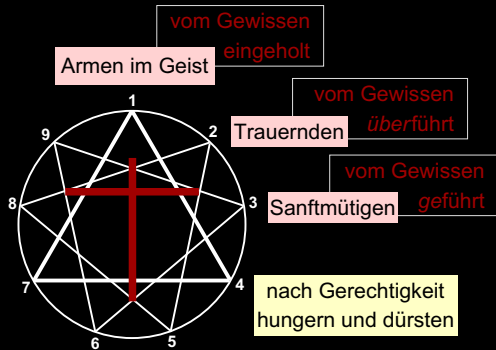 vom Gewissen
eingeholt
Armen im Geist
vom Gewissen
überführt
Trauernden
vom Gewissen
geführt
Sanftmütigen
nach Gerechtigkeit
hungern und dürsten
1
2
3
4
5
6
7
8
9